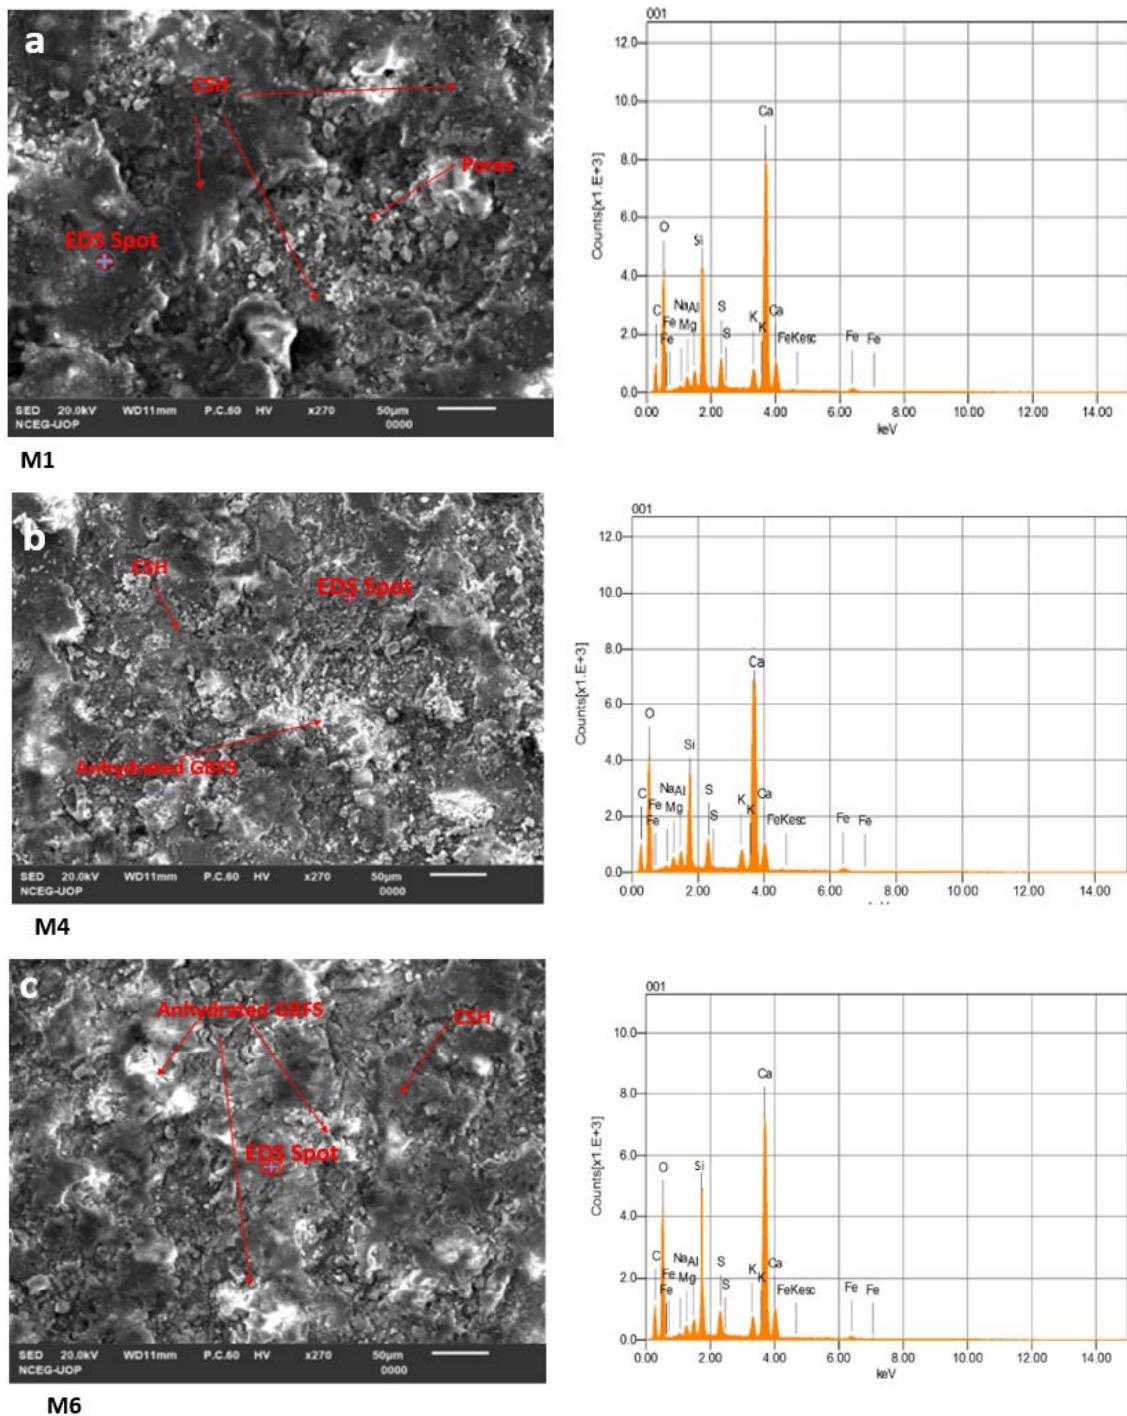 a
CSH
Pores
EDS Spot
SED 20.0kV WD11mm P.C.60 HV x270 50µm
NCEG-UOP 0000
M1
001
12.0
10.0
8.0
6.0
4.0
2.0
0.0
Counts[x1.E+3]
Ca
O
Si
C
Fe
Fe
Na
Mg
Al
S
S
K
K
Ca
FeKesc
Fe
Fe
0.00 2.00 4.00 6.00 8.00 10.00 12.00 14.00
keV
b
CSH
EDS Spot
Anhydrated GBFS
SED 20.0kV WD11mm P.C.60 HV x270 50µm
NCEG-UOP 0000
M4
001
12.0
10.0
8.0
6.0
4.0
2.0
0.0
Counts[x1.E+3]
Ca
O
Si
C
Fe
Fe
Na
Mg
Al
S
S
K
K
Ca
FeKesc
Fe
Fe
0.00 2.00 4.00 6.00 8.00 10.00 12.00 14.00
c
Anhydrated GBFS
CSH
EDS Spot
SED 20.0kV WD11mm P.C.60 HV x270 50µm
NCEG-UOP 0000
M6
001
10.0
8.0
6.0
4.0
2.0
0.0
Counts[x1.E+3]
Ca
O
Si
C
Fe
Fe
Na
Mg
Al
S
S
K
K
Ca
FeKesc
Fe
Fe
0.00 2.00 4.00 6.00 8.00 10.00 12.00 14.00
keV